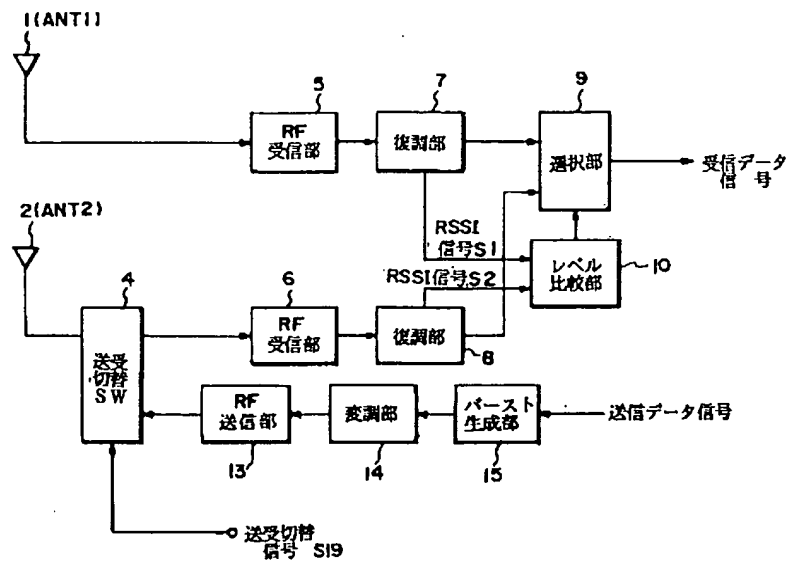 1(ANT1)
5
RF
受信部
7
復調部
9
選択部
受信データ
信 号
RSSI
信号S1
2(ANT2)
レベル
比較部
10
RSSI信号S2
4
送受
切替
SW
6
RF
受信部
復調部
8
RF
送信部
13
変調部
14
バースト
生成部
15
送信データ信号
送受切替
信号 S19